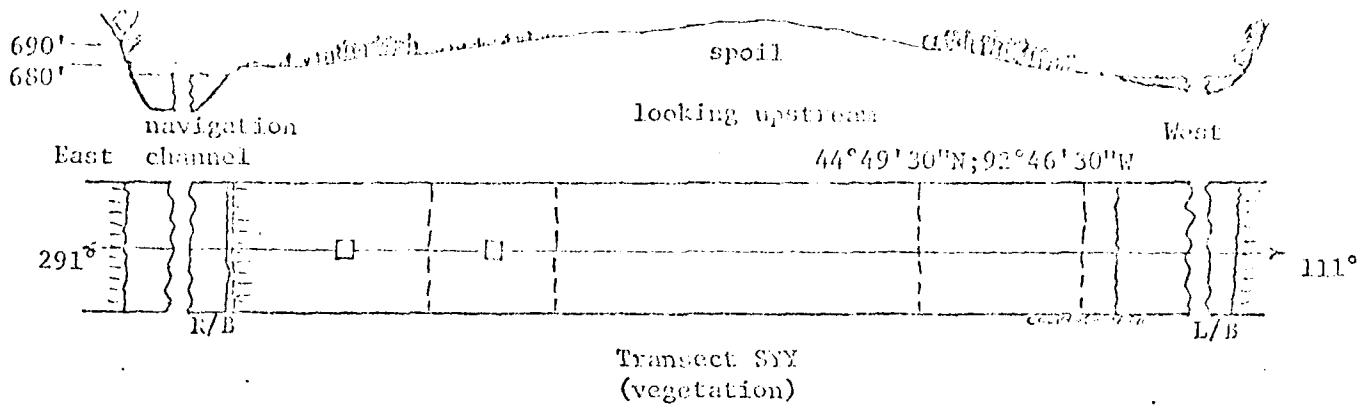 690'
spoil
680'
looking upstream
navigation
West
East channel
44°49'30"N;92°46'30"W
291°
111°
R/B
L/B
Transect SYY
(vegetation)